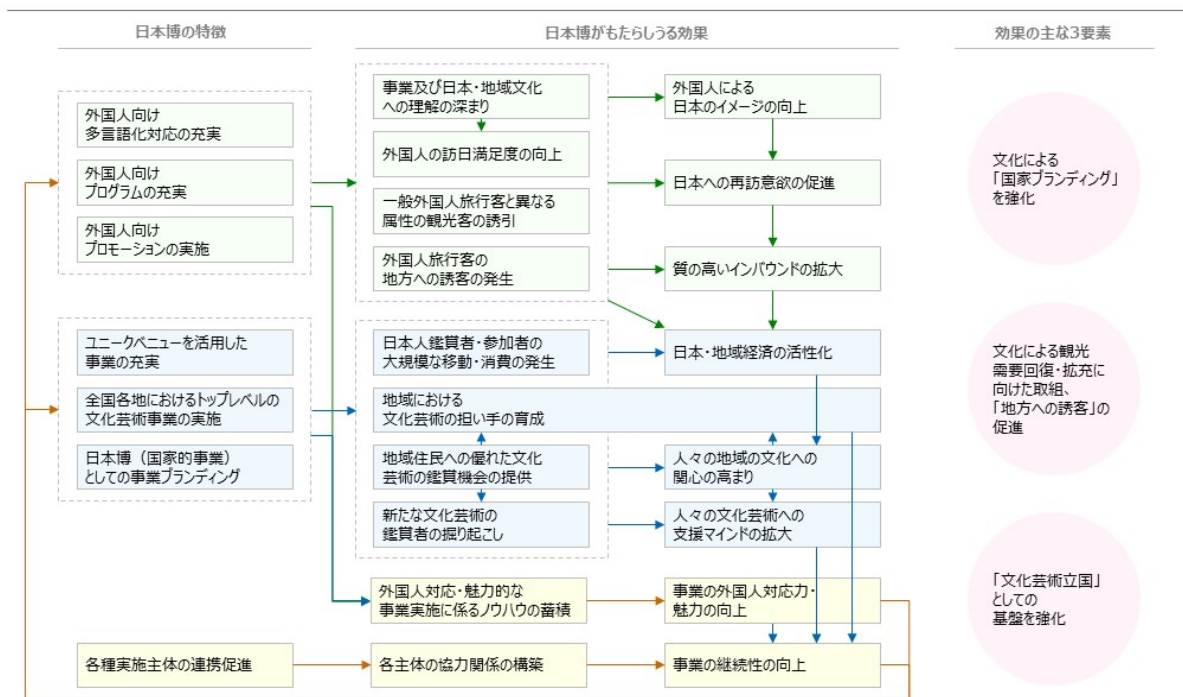 日本博の特徴
日本博がもたらしうる効果
効果の主な3要素
外国人向け
多言語化対応の充実
外国人向け
プログラムの充実
外国人向け
プロモーションの実施
事業及び日本・地域文化
への理解の深まり
外国人の訪日満足度の向上
一般外国人旅行客と異なる
属性の観光客の誘引
外国人旅行客の
地方への誘客の発生
外国人による
日本のイメージの向上
日本への再訪意欲の促進
質の高いインバウンドの拡大
文化による
「国家ブランディング」
を強化
ユニークベニューを活用した
事業の充実
全国各地におけるトップレベルの
文化芸術事業の実施
日本博（国家的事業）
としての事業ブランディング
日本人鑑賞者・参加者の
大規模な移動・消費の発生
地域における
文化芸術の担い手の育成
地域住民への優れた文化
芸術の鑑賞機会の提供
新たな文化芸術の
鑑賞者の掘り起こし
日本・地域経済の活性化
人々の地域の文化への
関心の高まり
人々の文化芸術への
支援マインドの拡大
文化による観光
需要回復・拡充に
向けた取組、
「地方への誘客」の
促進
外国人対応・魅力的な
事業実施に係るノウハウの蓄積
事業の外国人対応力・
魅力の向上
各種実施主体の連携促進
各主体の協力関係の構築
事業の継続性の向上
「文化芸術立国」
としての
基盤を強化